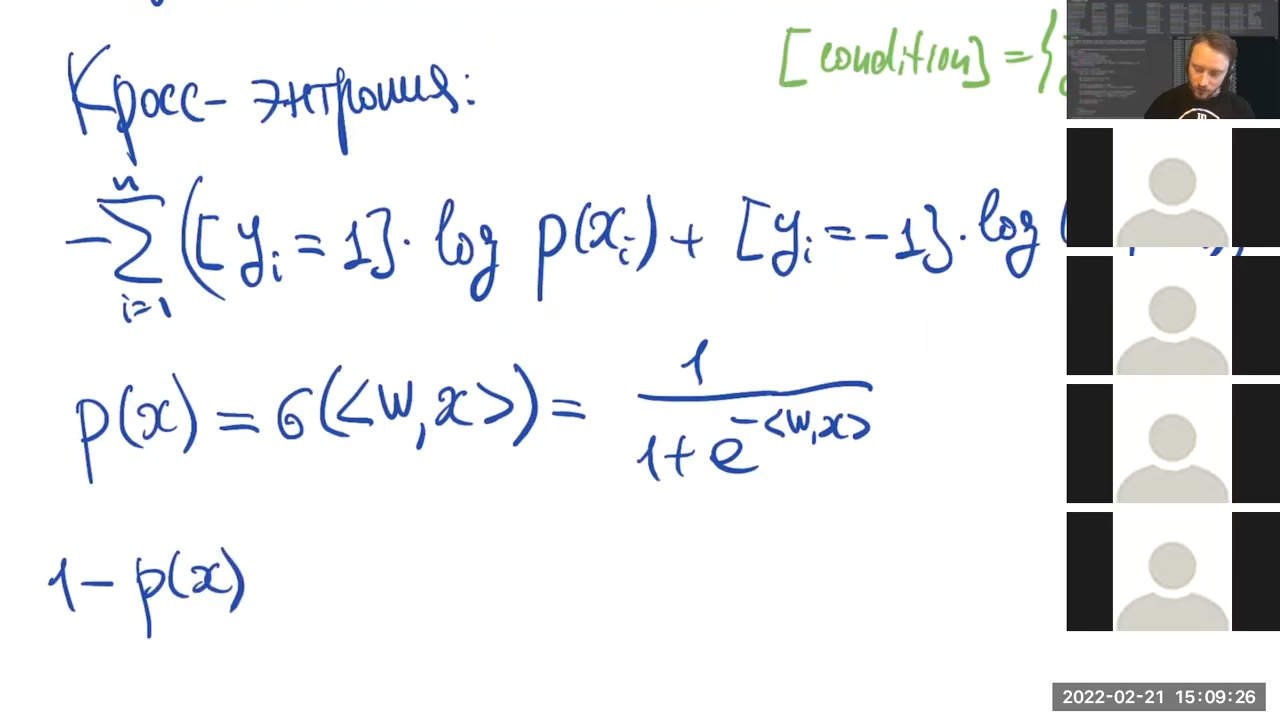 [condition] = {
Кросс-энтропия:
-∑_{i=1}^{n} ([y_i = 1] · log p(x_i) + [y_i = -1] · log (
p(x) = σ(<w, x>) = 1 / (1 + e^{-<w,x>})
1 - p(x)
2022-02-21 15:09:26